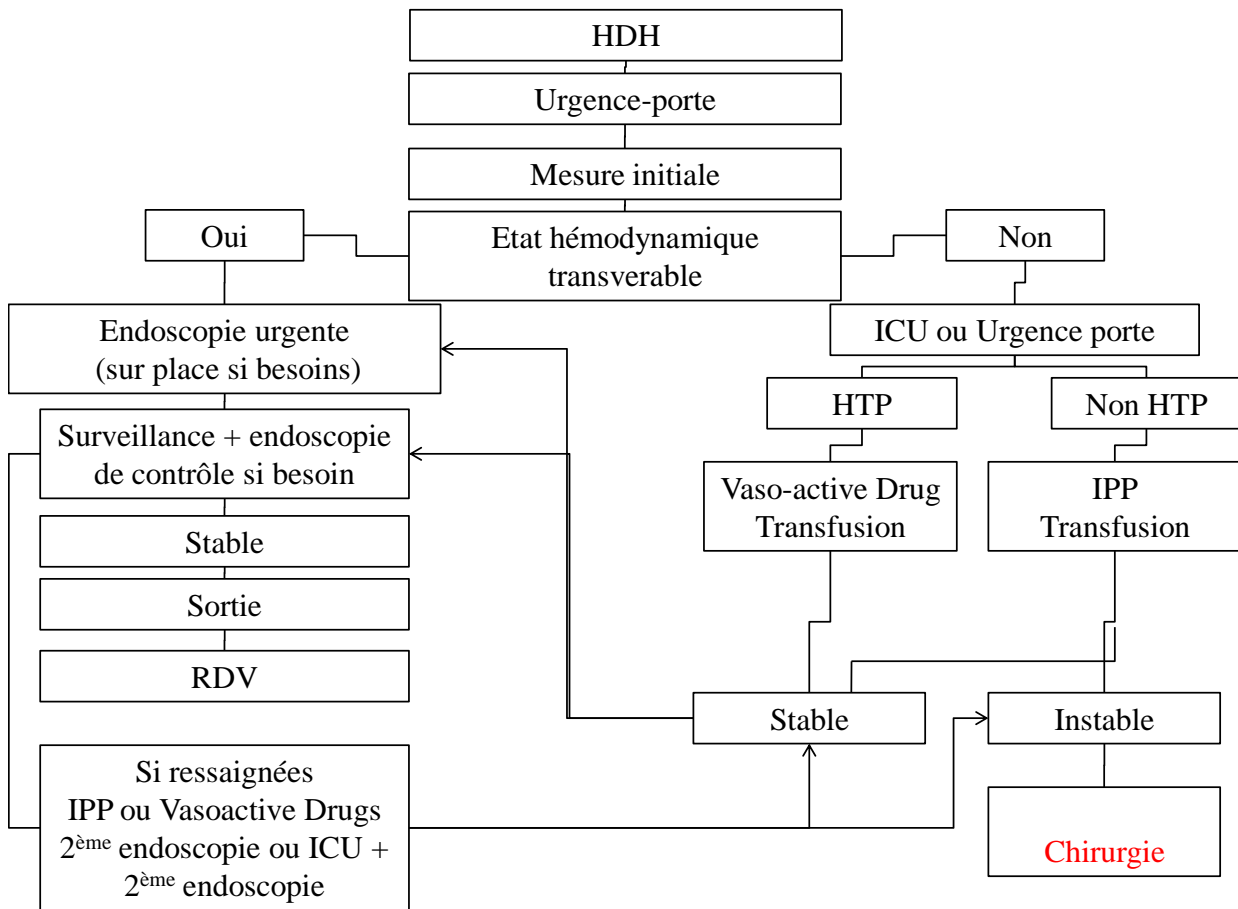 HDH
Urgence-porte
Mesure initiale
Oui
Etat hémodynamique
transverable
Non
Endoscopie urgente
(sur place si besoins)
ICU ou Urgence porte
HTP
Non HTP
Surveillance + endoscopie
de contrôle si besoin
Vaso-active Drug
Transfusion
IPP
Transfusion
Stable
Sortie
RDV
Stable
Instable
Si ressaignées
IPP ou Vasoactive Drugs
2ème endoscopie ou ICU +
2ème endoscopie
Chirurgie